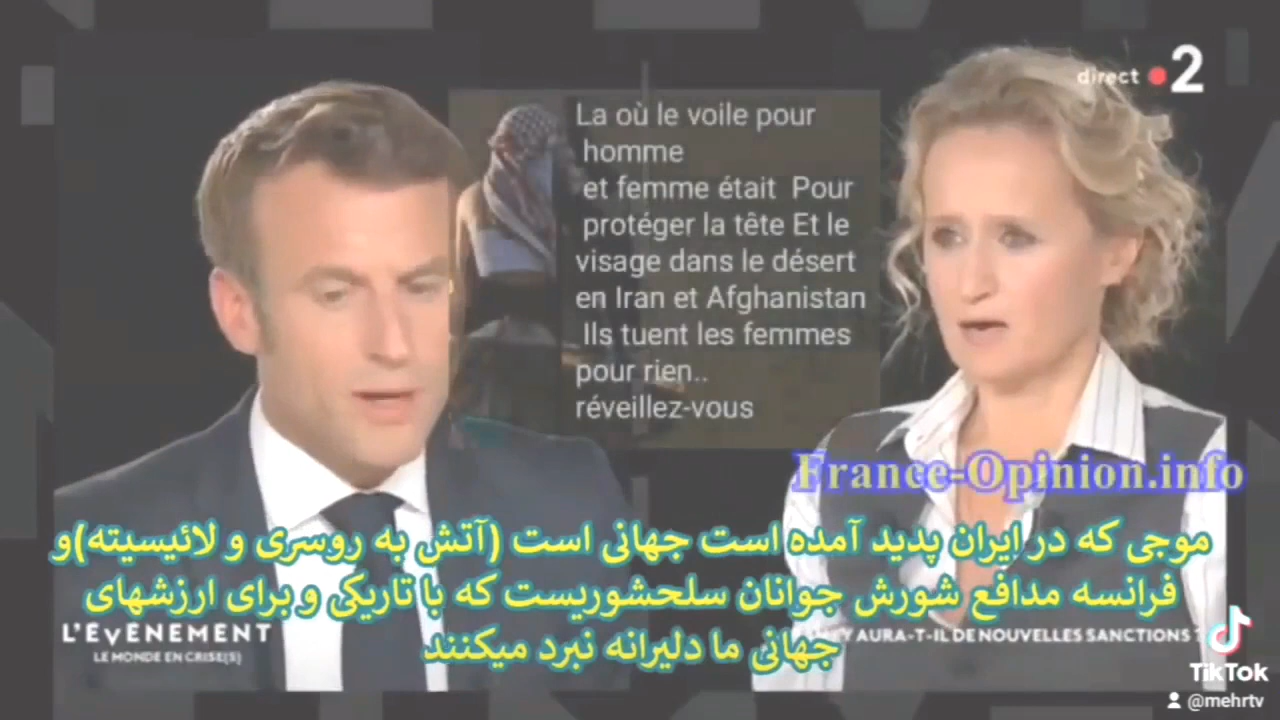 direct 2
La où le voile pour
homme
et femme était Pour
protéger la tête Et le
visage dans le désert
en Iran et Afghanistan
Ils tuent les femmes
pour rien..
réveillez-vous
France-Opinion.info
موجی که در ایران پدید آمده است جهانی است (آتش به روسری و لائیسیته)و
فرانسه مدافع شورش جوانان سلحشوریست که با تاریکی و برای ارزشهای
جهانی ما دلیرانه نبرد میکنند
L'ÉVÉNEMENT
LE MONDE EN CRISE(S)
Y AURA-T-IL DE NOUVELLES SANCTIONS ?
TikTok
@mehrtv